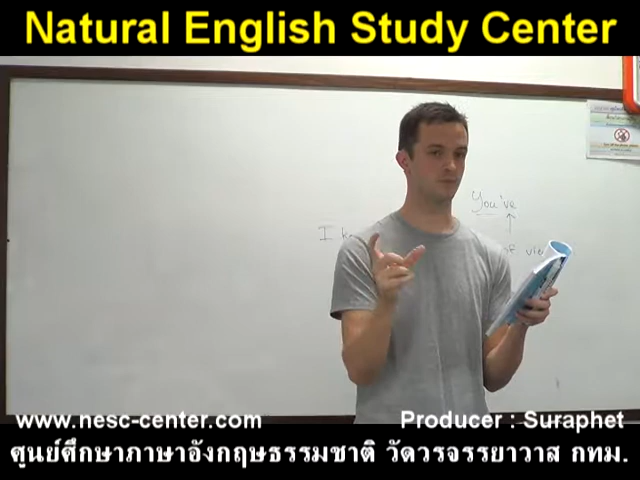 Natural English Study Center
You've
I
www.nesc-center.com
Producer : Suraphet
ศูนย์ศึกษาภาษาอังกฤษธรรมชาติ วัดวรจรรยาวาส กทม.